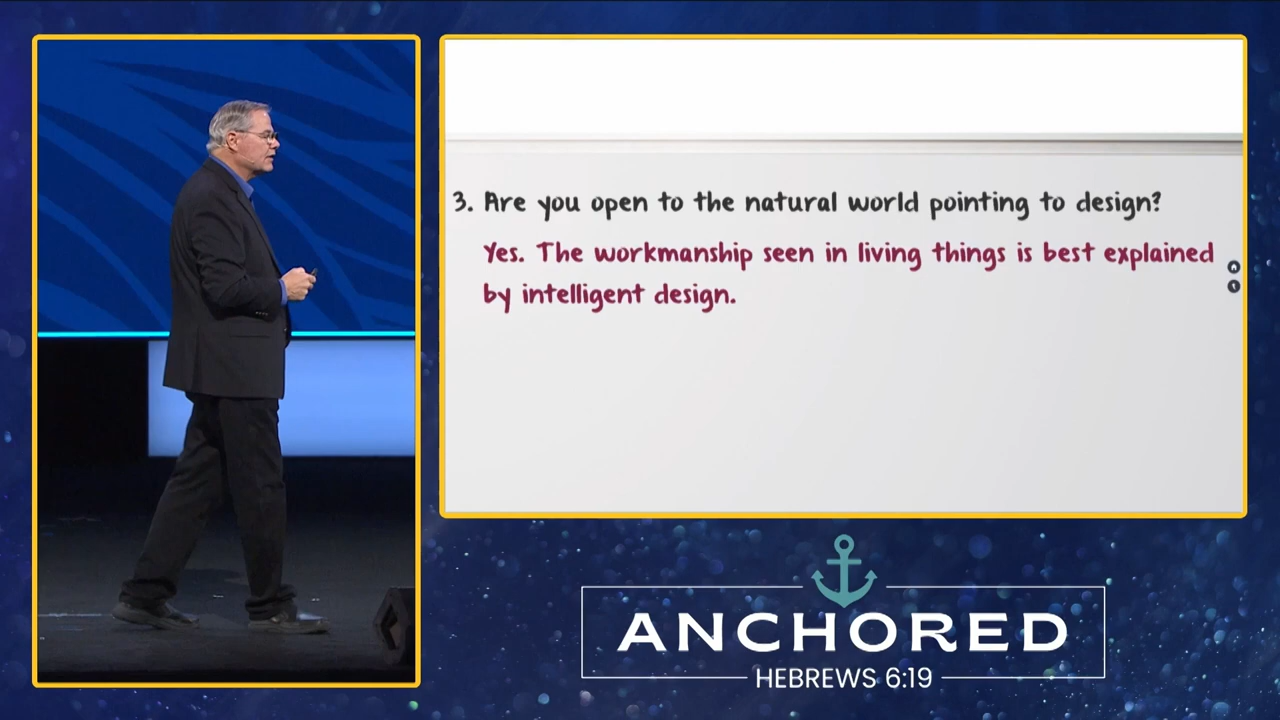 3. Are you open to the natural world pointing to design?
Yes. The workmanship seen in living things is best explained
by intelligent design.
ANCHORED
HEBREWS 6:19